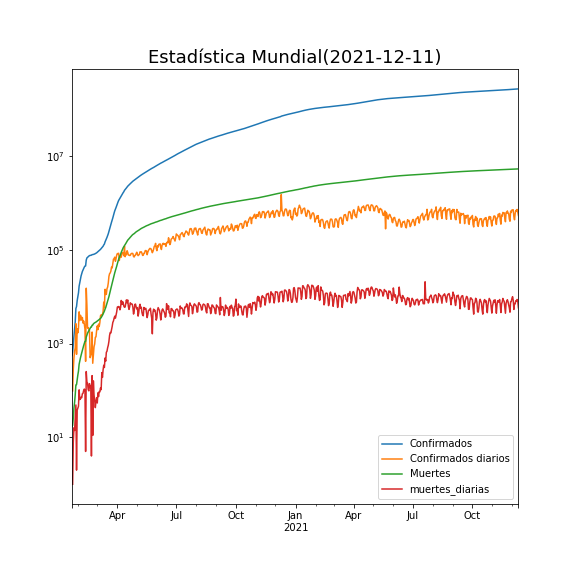 Estadística Mundial(2021-12-11)
10^7
10^5
10^3
10^1
Apr Jul Oct Jan Apr Jul Oct
2021
Confirmados
Confirmados diarios
Muertes
muertes_diarias